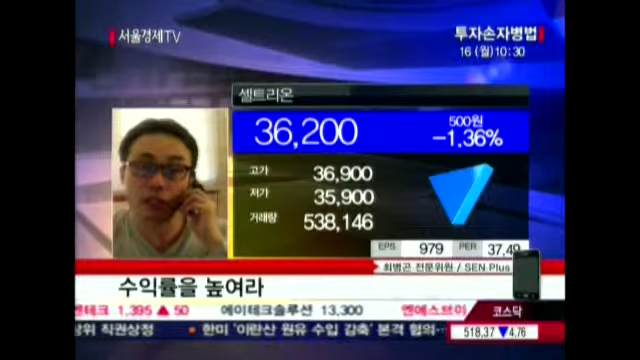 서울경제TV
투자손자병법
16 (월) 10:30
셀트리온
36,200
500원
-1.36%
고가 36,900
저가 35,900
거래량 538,146
EPS 979 PER 37.49
최병곤 전문위원 / SEN Plus
수익률을 높여라
엔테크 1,395 ▲ 50 에이테크솔루션 13,300
코스닥
상위 직권상정 한미 '이란산 원유 수입 감축' 본격 협의...
518.37 ▼4.76